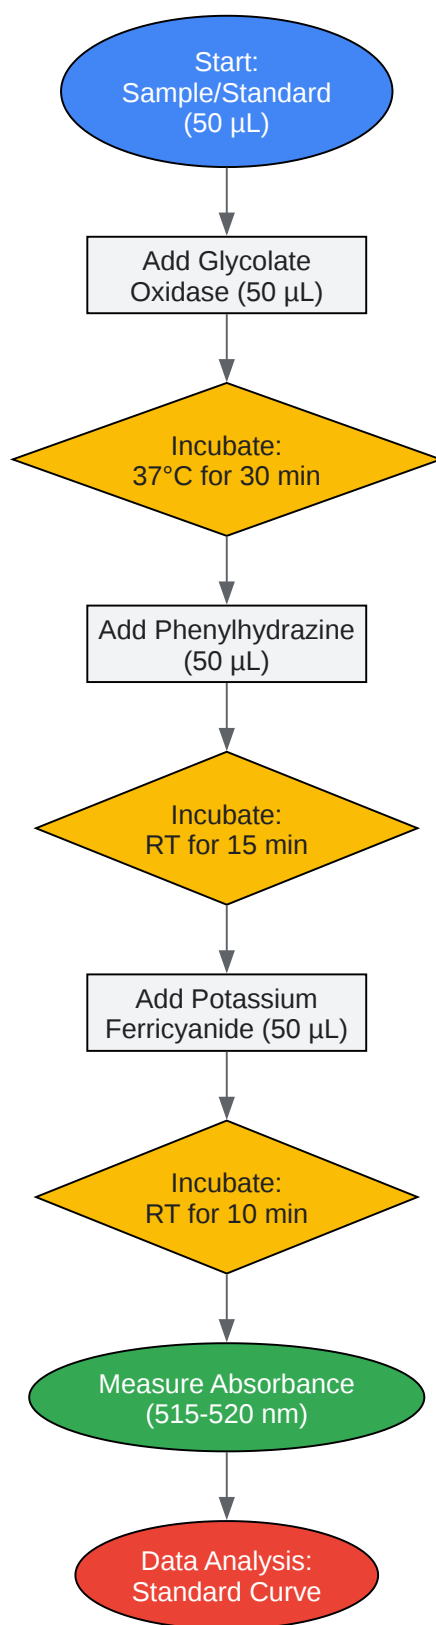 Start:
Sample/Standard
(50 µL)
Add Glycolate
Oxidase (50 µL)
Incubate:
37°C for 30 min
Add Phenylhydrazine
(50 µL)
Incubate:
RT for 15 min
Add Potassium
Ferricyanide (50 µL)
Incubate:
RT for 10 min
Measure Absorbance
(515-520 nm)
Data Analysis:
Standard Curve